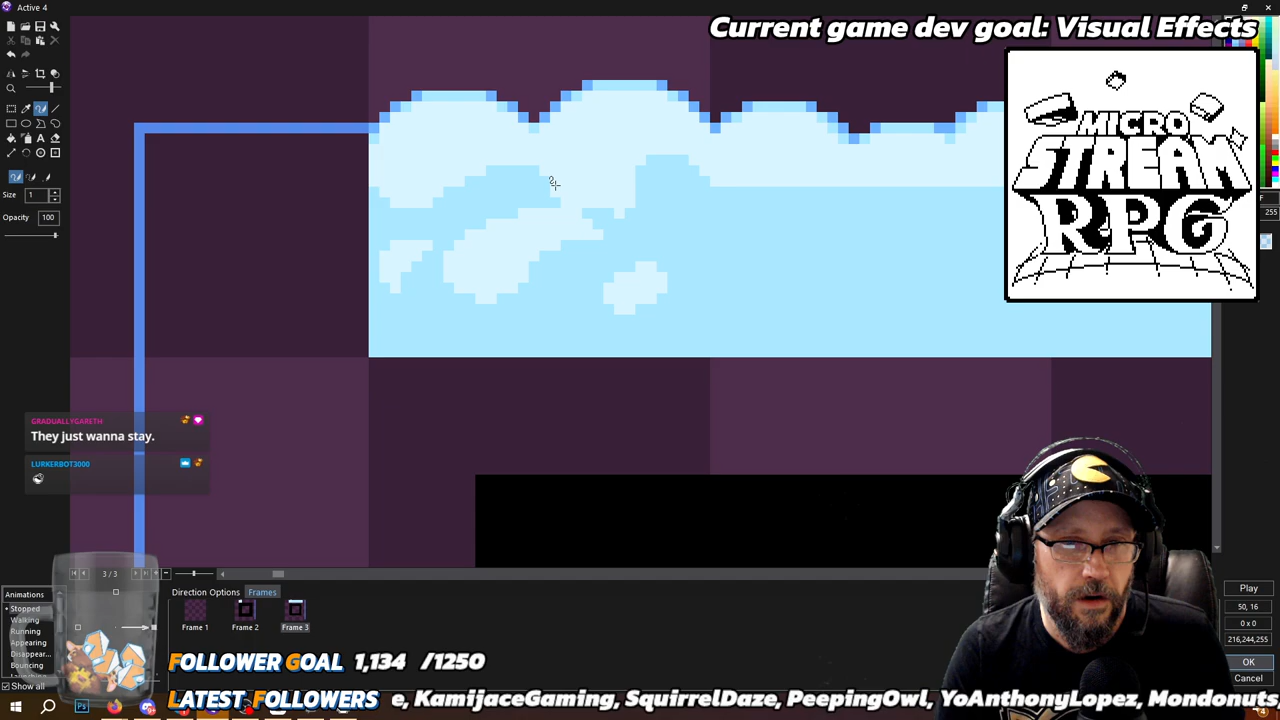 Active 4
Current game dev goal: Visual Effects
MICRO
STREAM
RPG
Size 1
Opacity 100
F
255
GRADUALLYGARETH
They just wanna stay.
LURKERBOT3000
3 / 3
Animations
Direction Options Frames
Stopped
Walking
Running
Appearing
Disappear...
Bouncing
Show all
Frame 1
Frame 2
Frame 3
Play
50, 16
0 x 0
216,244,255
OK
Cancel
FOLLOWER GOAL 1,134 /1250
LATEST FOLLOWERS e, KamijaceGaming, SquirrelDaze, PeepingOwl, YoAnthonyLopez, Mondonuts,